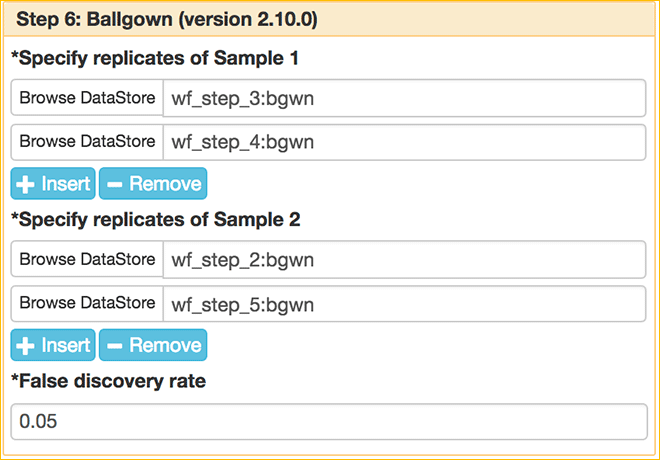 Step 6: Ballgown (version 2.10.0)
*Specify replicates of Sample 1
Browse DataStore wf_step_3:bgwn
Browse DataStore wf_step_4:bgwn
+ Insert − Remove
*Specify replicates of Sample 2
Browse DataStore wf_step_2:bgwn
Browse DataStore wf_step_5:bgwn
+ Insert − Remove
*False discovery rate
0.05